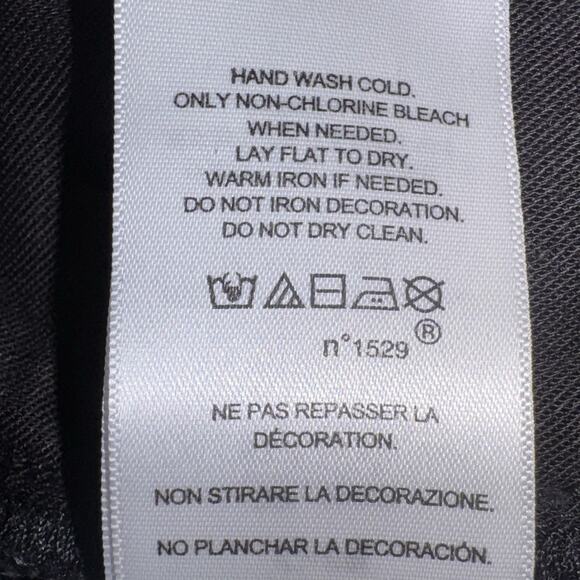 HAND WASH COLD.
ONLY NON-CHLORINE BLEACH
WHEN NEEDED.
LAY FLAT TO DRY.
WARM IRON IF NEEDED.
DO NOT IRON DECORATION.
DO NOT DRY CLEAN.
n°1529 ®
NE PAS REPASSER LA
DÉCORATION.
NON STIRARE LA DECORAZIONE.
NO PLANCHAR LA DECORACIÓN.